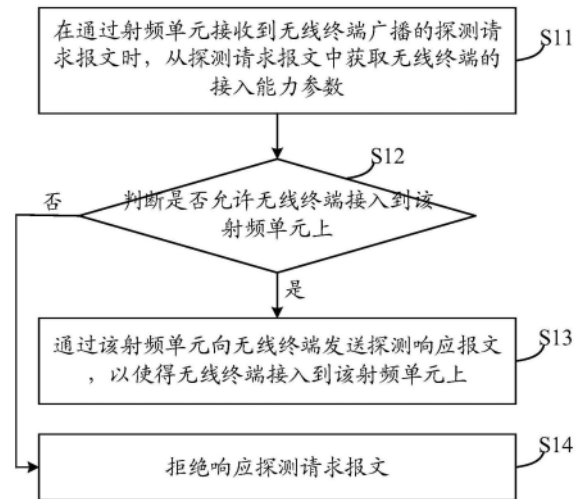 在通过射频单元接收到无线终端广播的探测请
求报文时，从探测请求报文中获取无线终端的
接入能力参数
S11
S12
判断是否允许无线终端接入到该
射频单元上
否
是
通过该射频单元向无线终端发送探测响应报文
，以使得无线终端接入到该射频单元上
S13
拒绝响应探测请求报文
S14